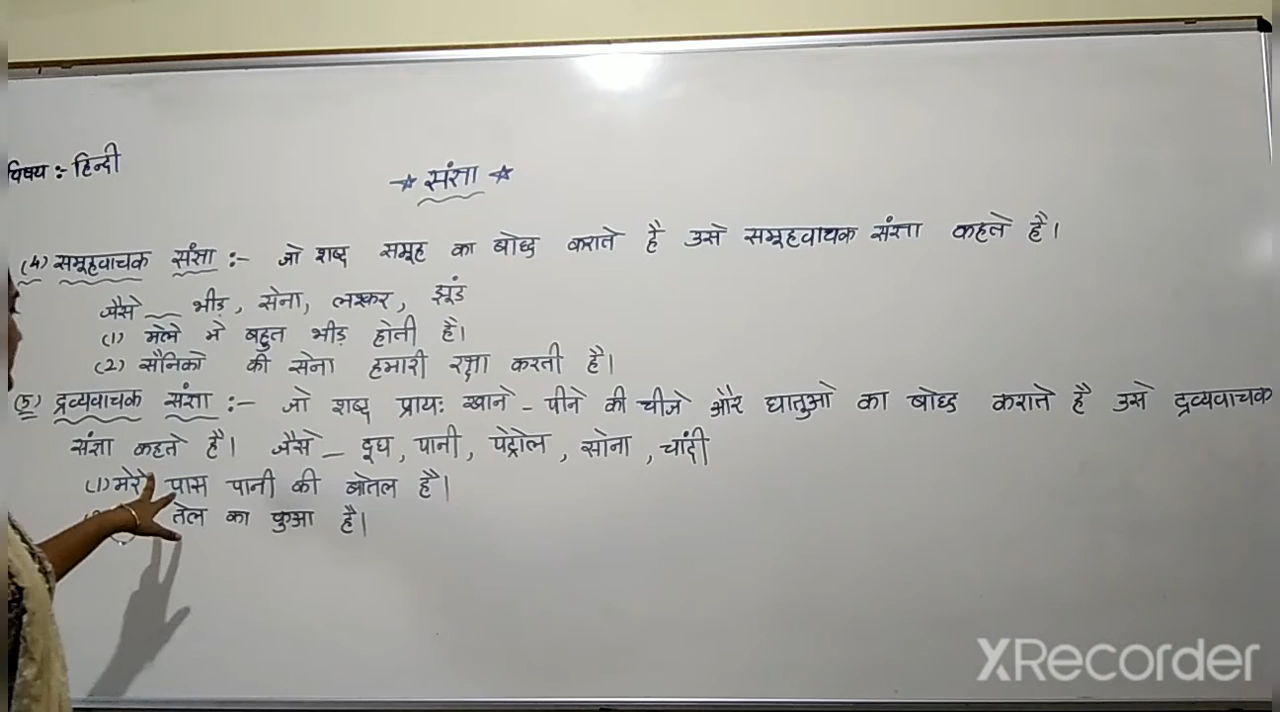 विषय :- हिन्दी
संज्ञा
(4) समूहवाचक संज्ञा :- जो शब्द समूह का बोध्द कराते है उसे समूहवाचक संज्ञा कहते है।
जैसे _ भीड़, सेना, लश्कर, झूंड
(1) मेले मे बहुत भीड़ होती है।
(2) सैनिको की सेना हमारी रक्षा करती है।
(5) द्रव्यवाचक संज्ञा :- जो शब्द प्रायः खाने - पीने की चीजे और धातुओ का बोध्द कराते है उसे द्रव्यवाचक
संज्ञा कहते है। जैसे _ दूध, पानी, पेट्रोल, सोना, चांदी
(1) मेरे पास पानी की बोतल है।
तेल का कुआ है।
XRecorder